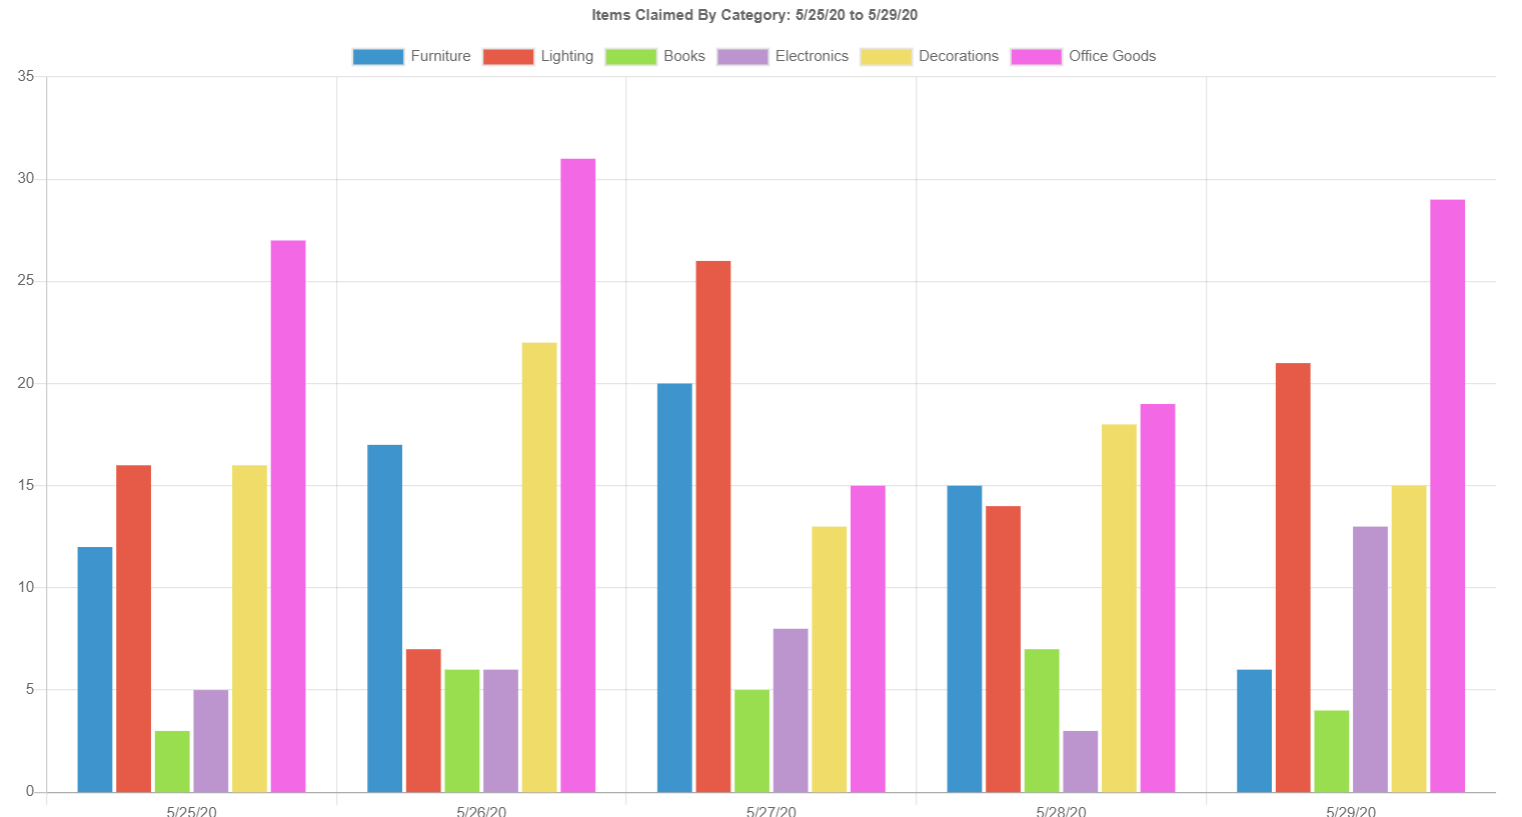 Items Claimed By Category: 5/25/20 to 5/29/20
Furniture Lighting Books Electronics Decorations Office Goods
35
30
25
20
15
10
5
0
5/25/20 5/26/20 5/27/20 5/28/20 5/29/20